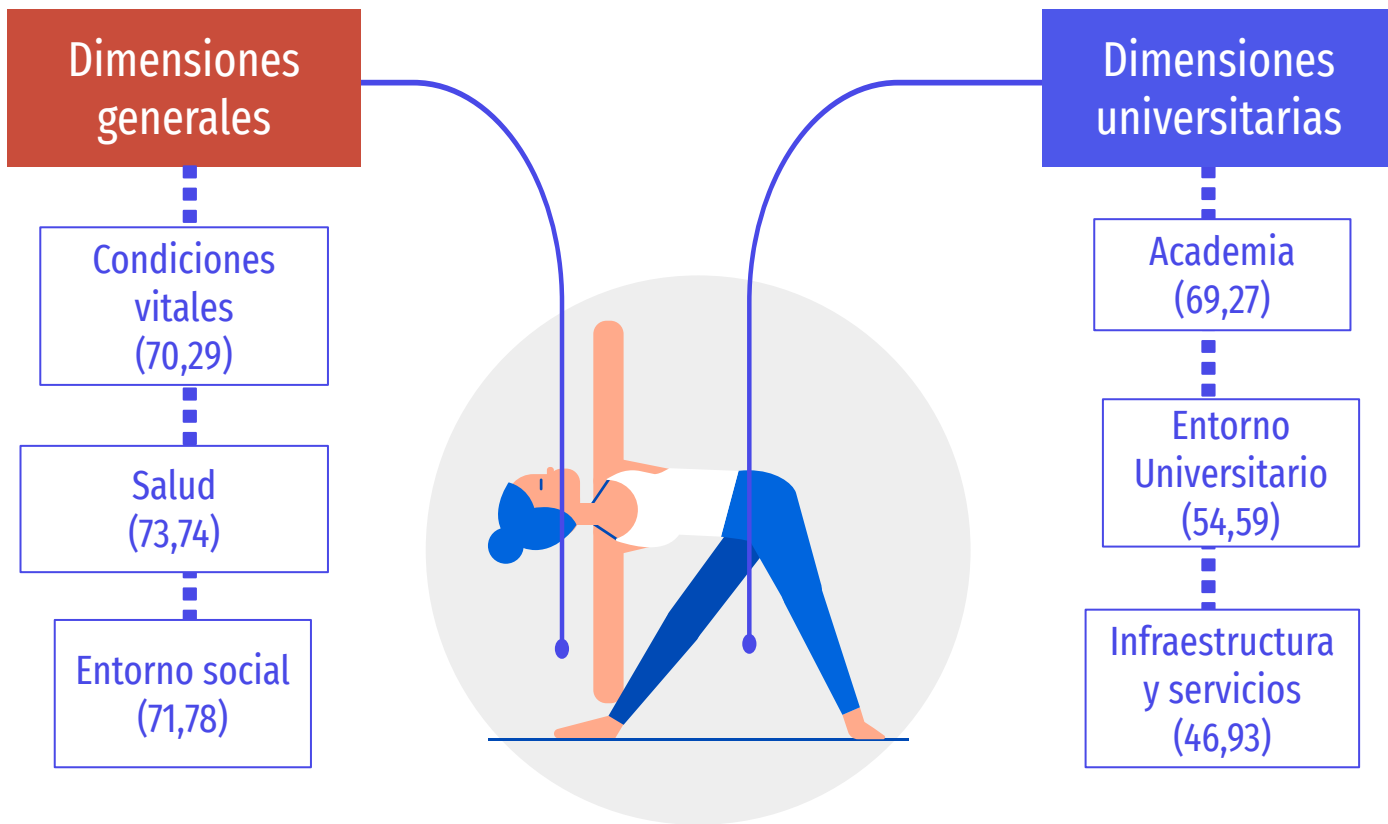 Dimensiones
generales
Condiciones
vitales
(70,29)
Salud
(73,74)
Entorno social
(71,78)
Dimensiones
universitarias
Academia
(69,27)
Entorno
Universitario
(54,59)
Infraestructura
y servicios
(46,93)